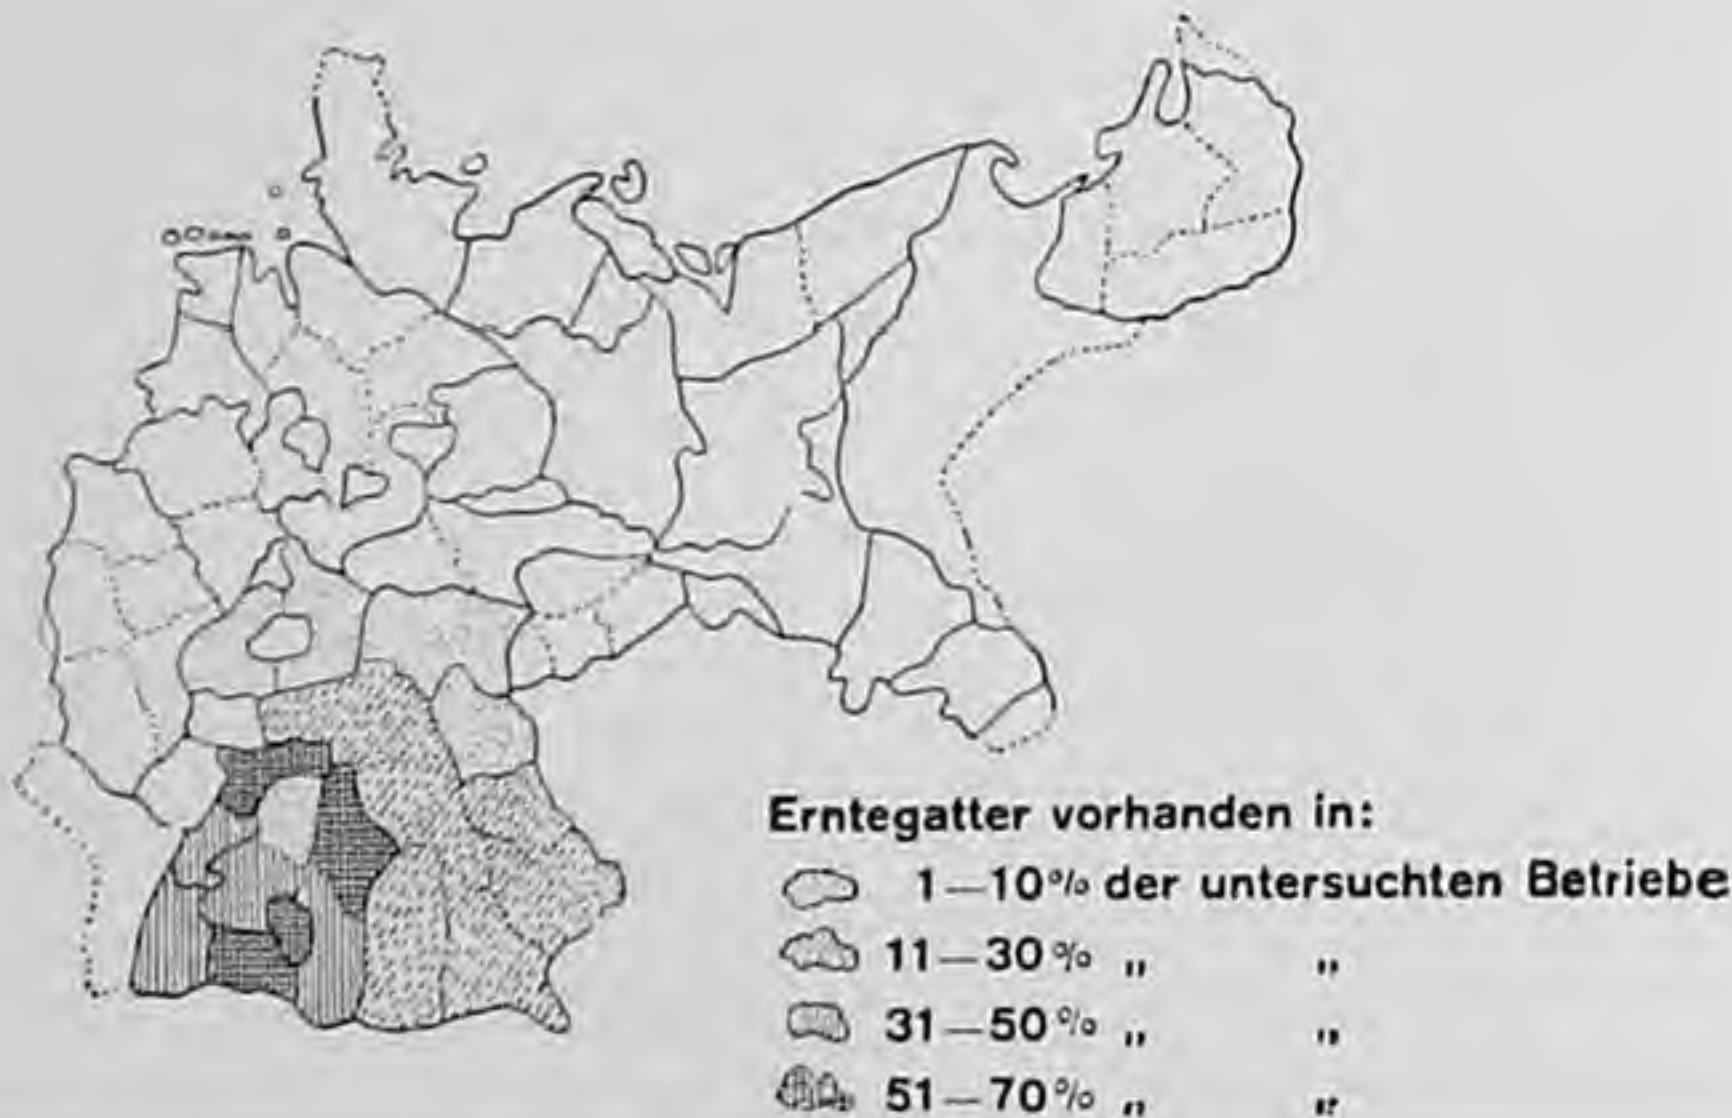 Erntegatter vorhanden in:
1—10% der untersuchten Betriebe
11—30% „ „
31—50% „ „
51—70% „ „